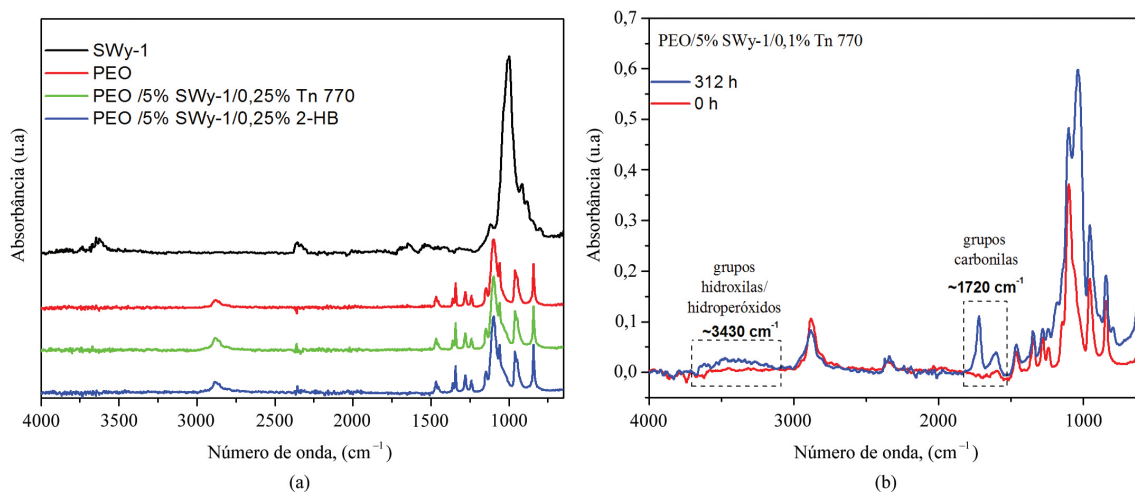 SWy-1
PEO
PEO /5% SWy-1/0,25% Tn 770
PEO /5% SWy-1/0,25% 2-HB
Absorbância (u.a)
4000 3500 3000 2500 2000 1500 1000
Número de onda, (cm⁻¹)
(a)
0,7
0,6
0,5
0,4
0,3
0,2
0,1
0,0
Absorbância (u.a)
PEO/5% SWy-1/0,1% Tn 770
312 h
0 h
grupos
hidroxilas/
hidroperóxidos
~3430 cm⁻¹
grupos
carbonilas
~1720 cm⁻¹
4000 3000 2000 1000
Número de onda, (cm⁻¹)
(b)